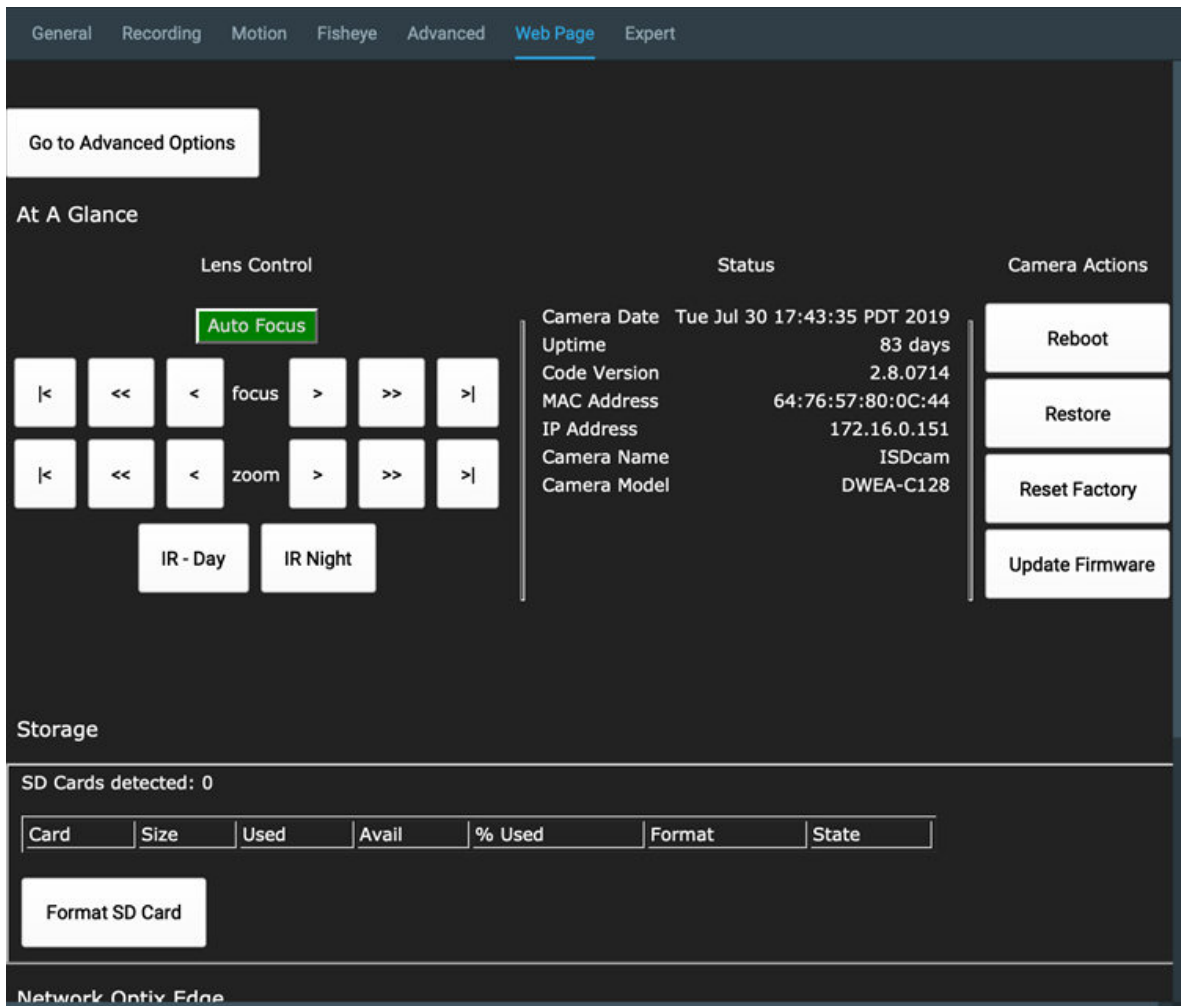 General Recording Motion Fisheye Advanced Web Page Expert
Go to Advanced Options
At A Glance
Lens Control
Auto Focus
|< << < focus > >> >|
|< << < zoom > >> >|
IR - Day IR Night
Status
Camera Date Tue Jul 30 17:43:35 PDT 2019
Uptime 83 days
Code Version 2.8.0714
MAC Address 64:76:57:80:0C:44
IP Address 172.16.0.151
Camera Name ISDcam
Camera Model DWEA-C128
Camera Actions
Reboot
Restore
Reset Factory
Update Firmware
Storage
SD Cards detected: 0
Card Size Used Avail % Used Format State
Format SD Card
Network Optix Edge